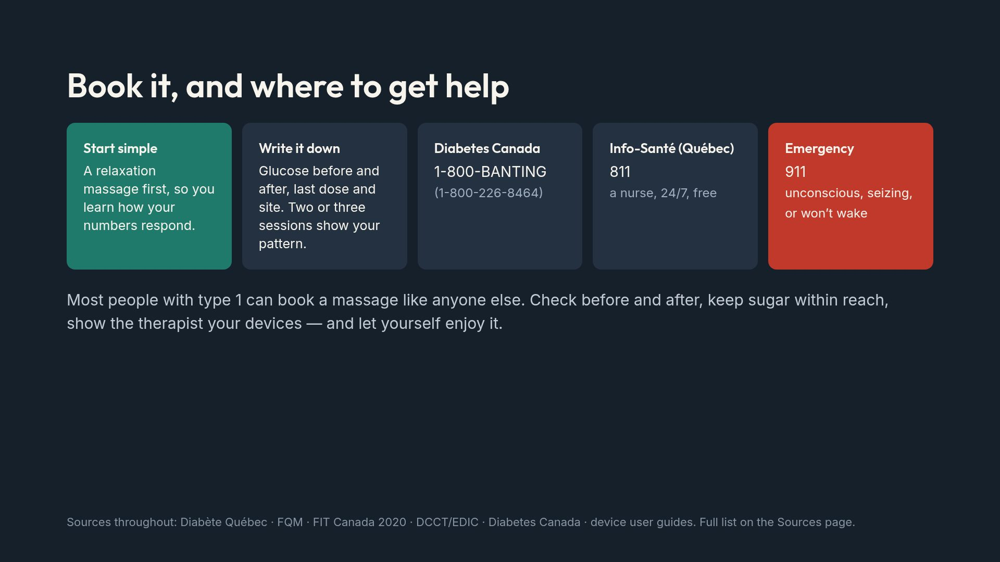 Book it, and where to get help
Start simple
A relaxation
massage first, so you
learn how your
numbers respond.
Write it down
Glucose before and
after, last dose and
site. Two or three
sessions show your
pattern.
Diabetes Canada
1-800-BANTING
(1-800-226-8464)
Info-Santé (Québec)
811
a nurse, 24/7, free
Emergency
911
unconscious, seizing,
or won’t wake
Most people with type 1 can book a massage like anyone else. Check before and after, keep sugar within reach,
show the therapist your devices — and let yourself enjoy it.
Sources throughout: Diabète Québec · FQM · FIT Canada 2020 · DCCT/EDIC · Diabetes Canada · device user guides. Full list on the Sources page.